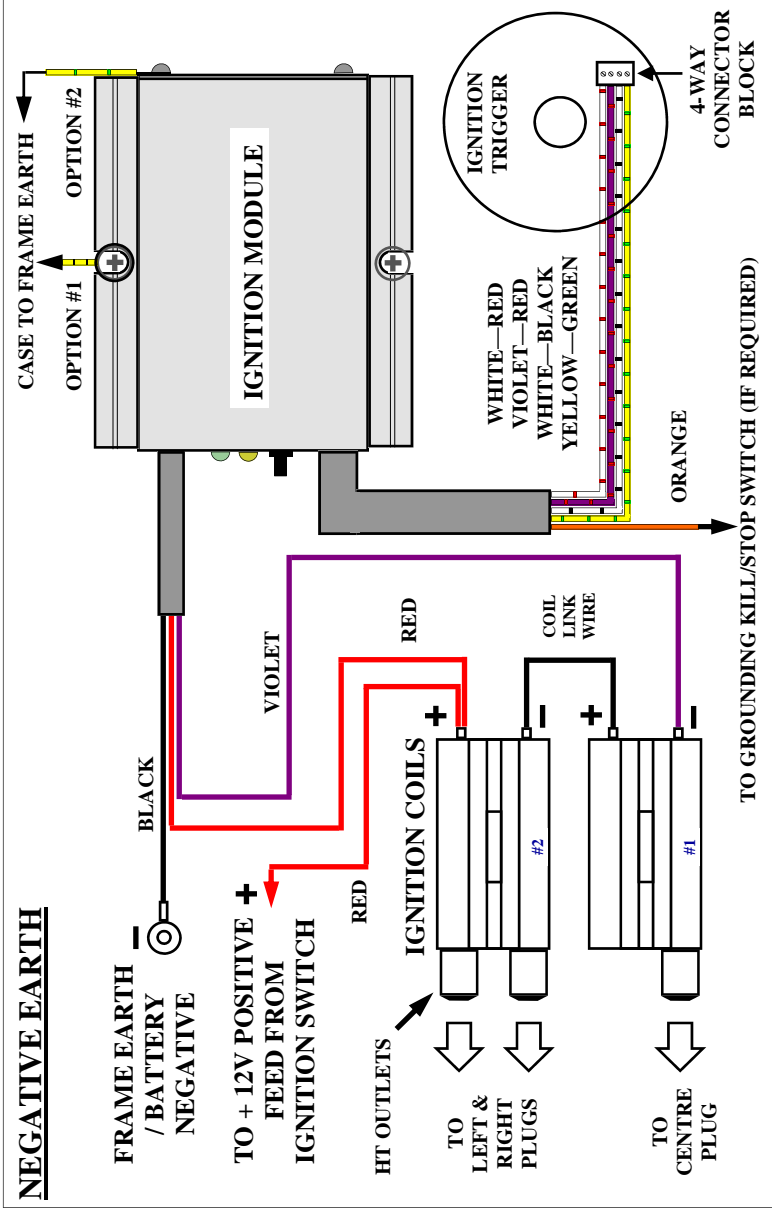 NEGATIVE EARTH
FRAME EARTH
/ BATTERY
NEGATIVE
−
BLACK
TO + 12V POSITIVE
FEED FROM
IGNITION SWITCH
+
RED
VIOLET
RED
HT OUTLETS
IGNITION COILS
+
−
#2
TO
LEFT &
RIGHT
PLUGS
COIL
LINK
WIRE
+
−
#1
TO
CENTRE
PLUG
CASE TO FRAME EARTH
OPTION #1
OPTION #2
IGNITION MODULE
WHITE—RED
VIOLET—RED
WHITE—BLACK
YELLOW—GREEN
IGNITION
TRIGGER
4-WAY
CONNECTOR
BLOCK
ORANGE
TO GROUNDING KILL/STOP SWITCH (IF REQUIRED)